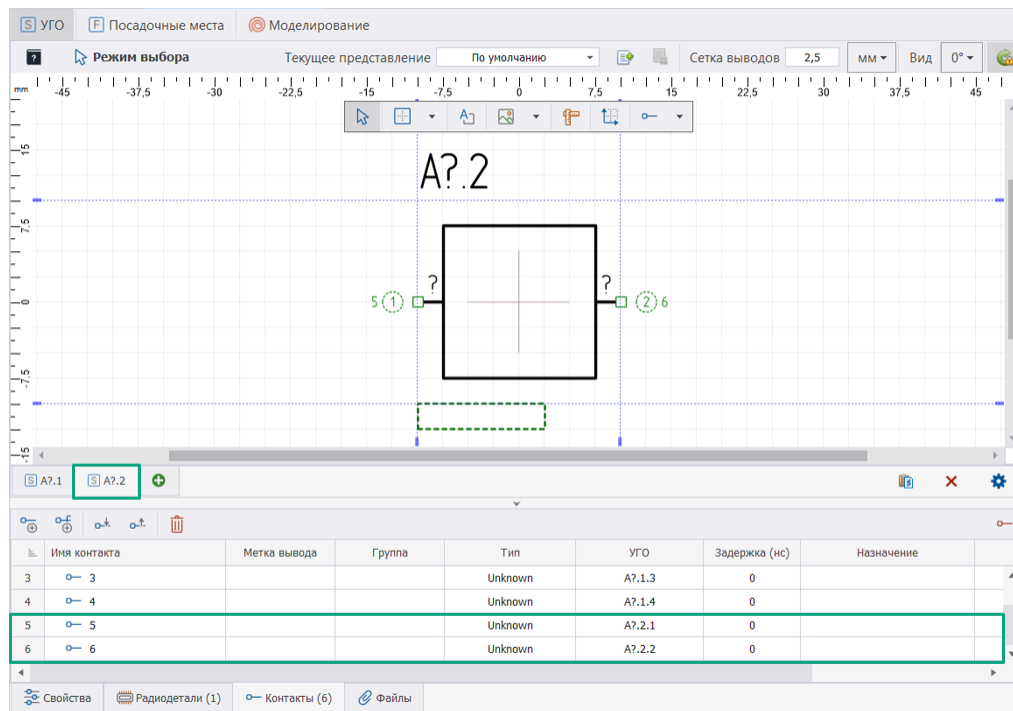 S УГО F Посадочные места Моделирование
? Режим выбора Текущее представление По умолчанию Сетка выводов 2,5 мм Вид 0°
mm -45 -37,5 -30 -22,5 -15 -7,5 0 7,5 15 22,5 30 37,5 45
15
A?.2
7,5
? ?
5 1 0 2 6
-7,5
-15
S A?.1 S A?.2
Имя контакта Метка вывода Группа Тип УГО Задержка (нс) Назначение
3 3 Unknown A?.1.3 0
4 4 Unknown A?.1.4 0
5 5 Unknown A?.2.1 0
6 6 Unknown A?.2.2 0
Свойства Радиодетали (1) Контакты (6) Файлы